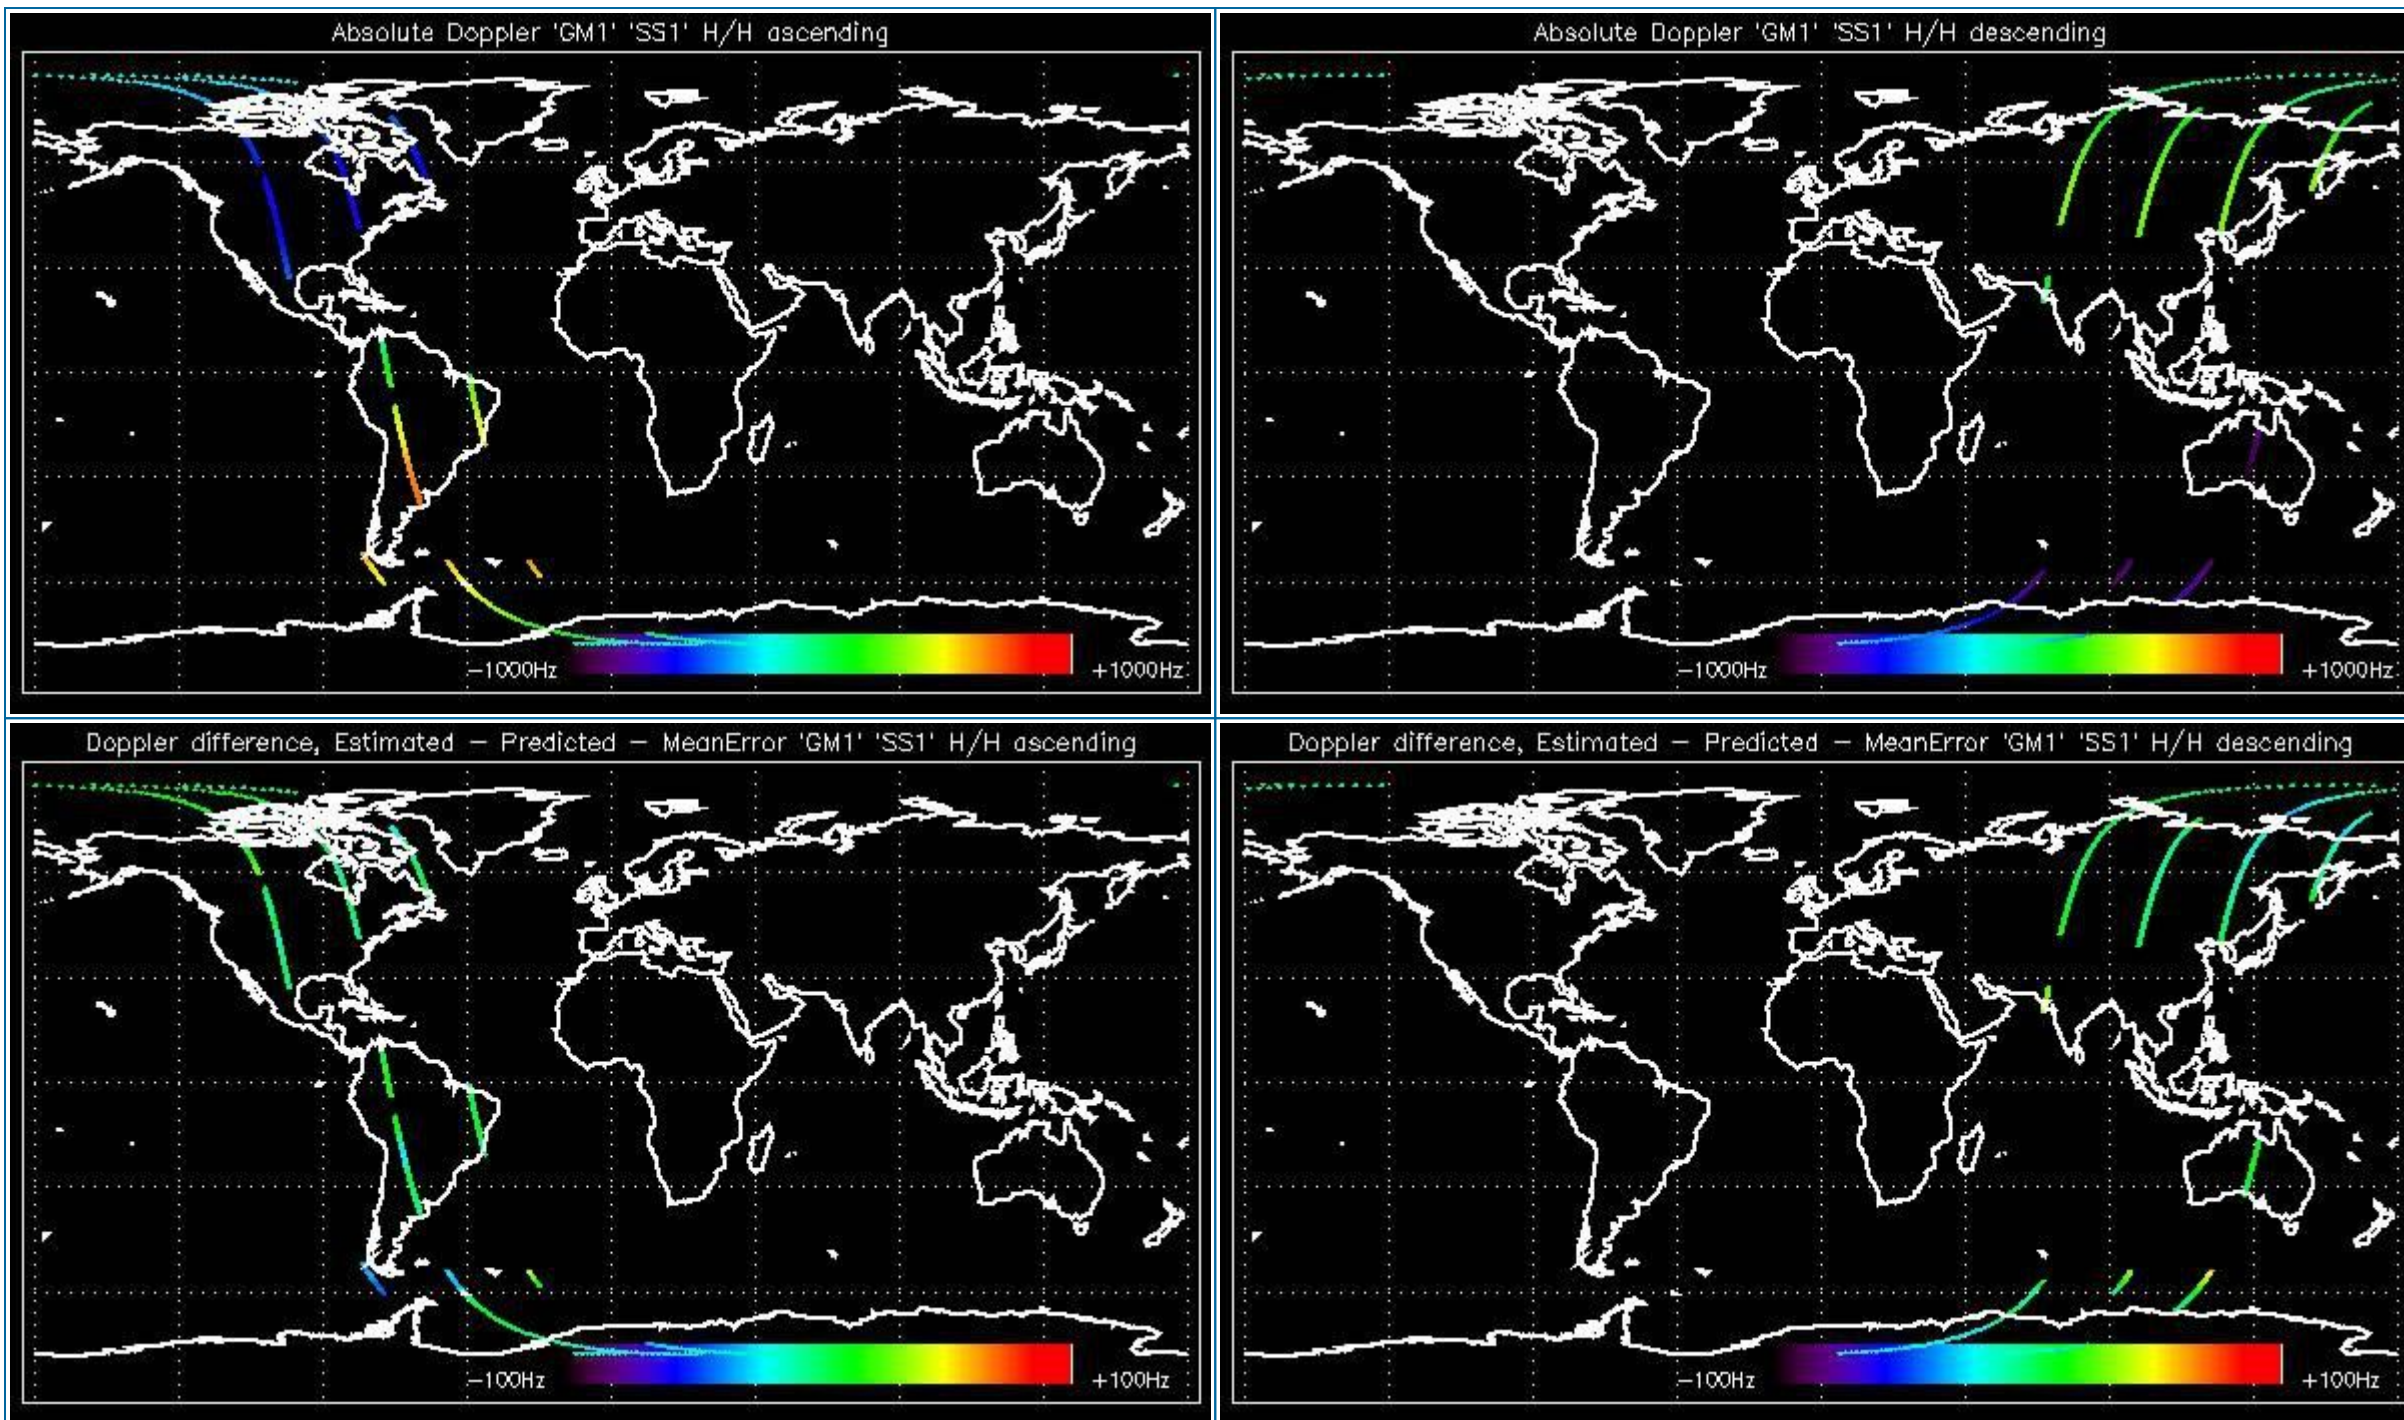 Absolute Doppler 'GM1' 'SS1' H/H ascending
-1000Hz
+1000Hz
Absolute Doppler 'GM1' 'SS1' H/H descending
-1000Hz
+1000Hz
Doppler difference, Estimated - Predicted - MeanError 'GM1' 'SS1' H/H ascending
-100Hz
+100Hz
Doppler difference, Estimated - Predicted - MeanError 'GM1' 'SS1' H/H descending
-100Hz
+100Hz